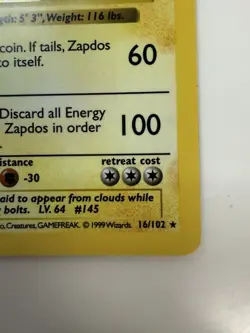 gth: 5' 3", Weight: 116 lbs.
coin. If tails, Zapdos
to itself.
60
Discard all Energy
Zapdos in order
100
istance
retreat cost
-30
aid to appear from clouds while
bolts. LV. 64 #145
o, Creatures, GAMEFREAK. © 1999 Wizards. 16/102 ★